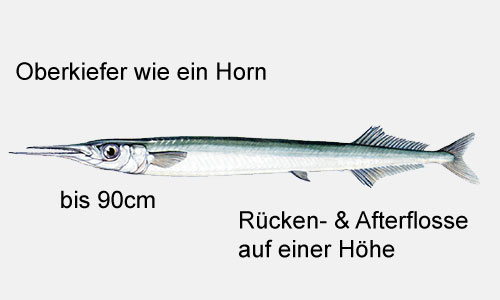 Oberkiefer wie ein Horn
bis 90cm
Rücken- & Afterflosse
auf einer Höhe